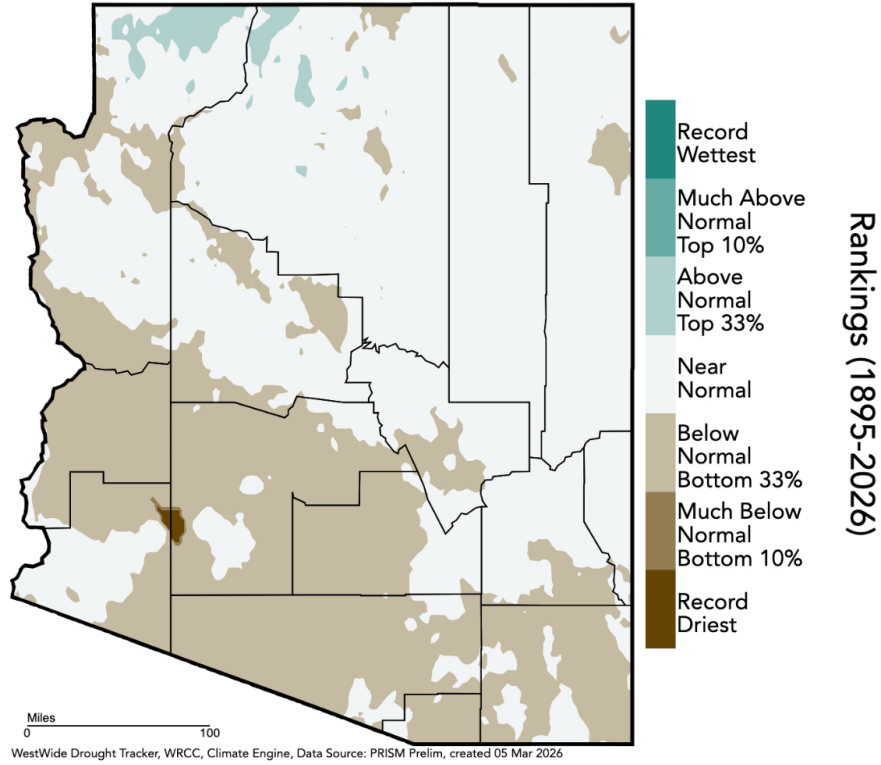 Record
Wettest
Much Above
Normal
Top 10%
Above
Normal
Top 33%
Near
Normal
Below
Normal
Bottom 33%
Much Below
Normal
Bottom 10%
Record
Driest
Rankings (1895-2026)
Miles
0 100
WestWide Drought Tracker, WRCC, Climate Engine, Data Source: PRISM Prelim, created 05 Mar 2026